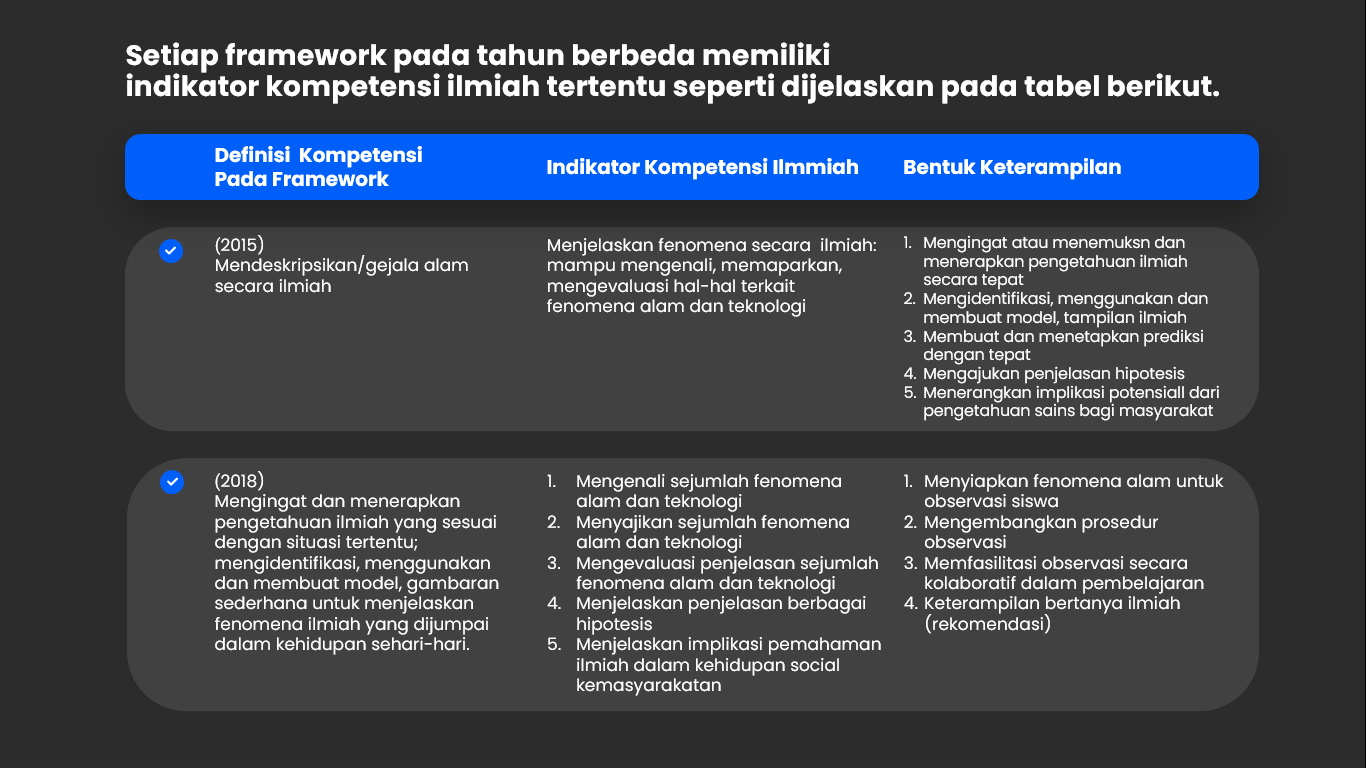 Setiap framework pada tahun berbeda memiliki
indikator kompetensi ilmiah tertentu seperti dijelaskan pada tabel berikut.
Definisi Kompetensi
Pada Framework
Indikator Kompetensi Ilmmiah
Bentuk Keterampilan
(2015)
Mendeskripsikan/gejala alam
secara ilmiah
Menjelaskan fenomena secara ilmiah:
mampu mengenali, memaparkan,
mengevaluasi hal-hal terkait
fenomena alam dan teknologi
1. Mengingat atau menemuksn dan
menerapkan pengetahuan ilmiah
secara tepat
2. Mengidentifikasi, menggunakan dan
membuat model, tampilan ilmiah
3. Membuat dan menetapkan prediksi
dengan tepat
4. Mengajukan penjelasan hipotesis
5. Menerangkan implikasi potensiall dari
pengetahuan sains bagi masyarakat
(2018)
Mengingat dan menerapkan
pengetahuan ilmiah yang sesuai
dengan situasi tertentu;
mengidentifikasi, menggunakan
dan membuat model, gambaran
sederhana untuk menjelaskan
fenomena ilmiah yang dijumpai
dalam kehidupan sehari-hari.
1. Mengenali sejumlah fenomena
alam dan teknologi
2. Menyajikan sejumlah fenomena
alam dan teknologi
3. Mengevaluasi penjelasan sejumlah
fenomena alam dan teknologi
4. Menjelaskan penjelasan berbagai
hipotesis
5. Menjelaskan implikasi pemahaman
ilmiah dalam kehidupan social
kemasyarakatan
1. Menyiapkan fenomena alam untuk
observasi siswa
2. Mengembangkan prosedur
observasi
3. Memfasilitasi observasi secara
kolaboratif dalam pembelajaran
4. Keterampilan bertanya ilmiah
(rekomendasi)